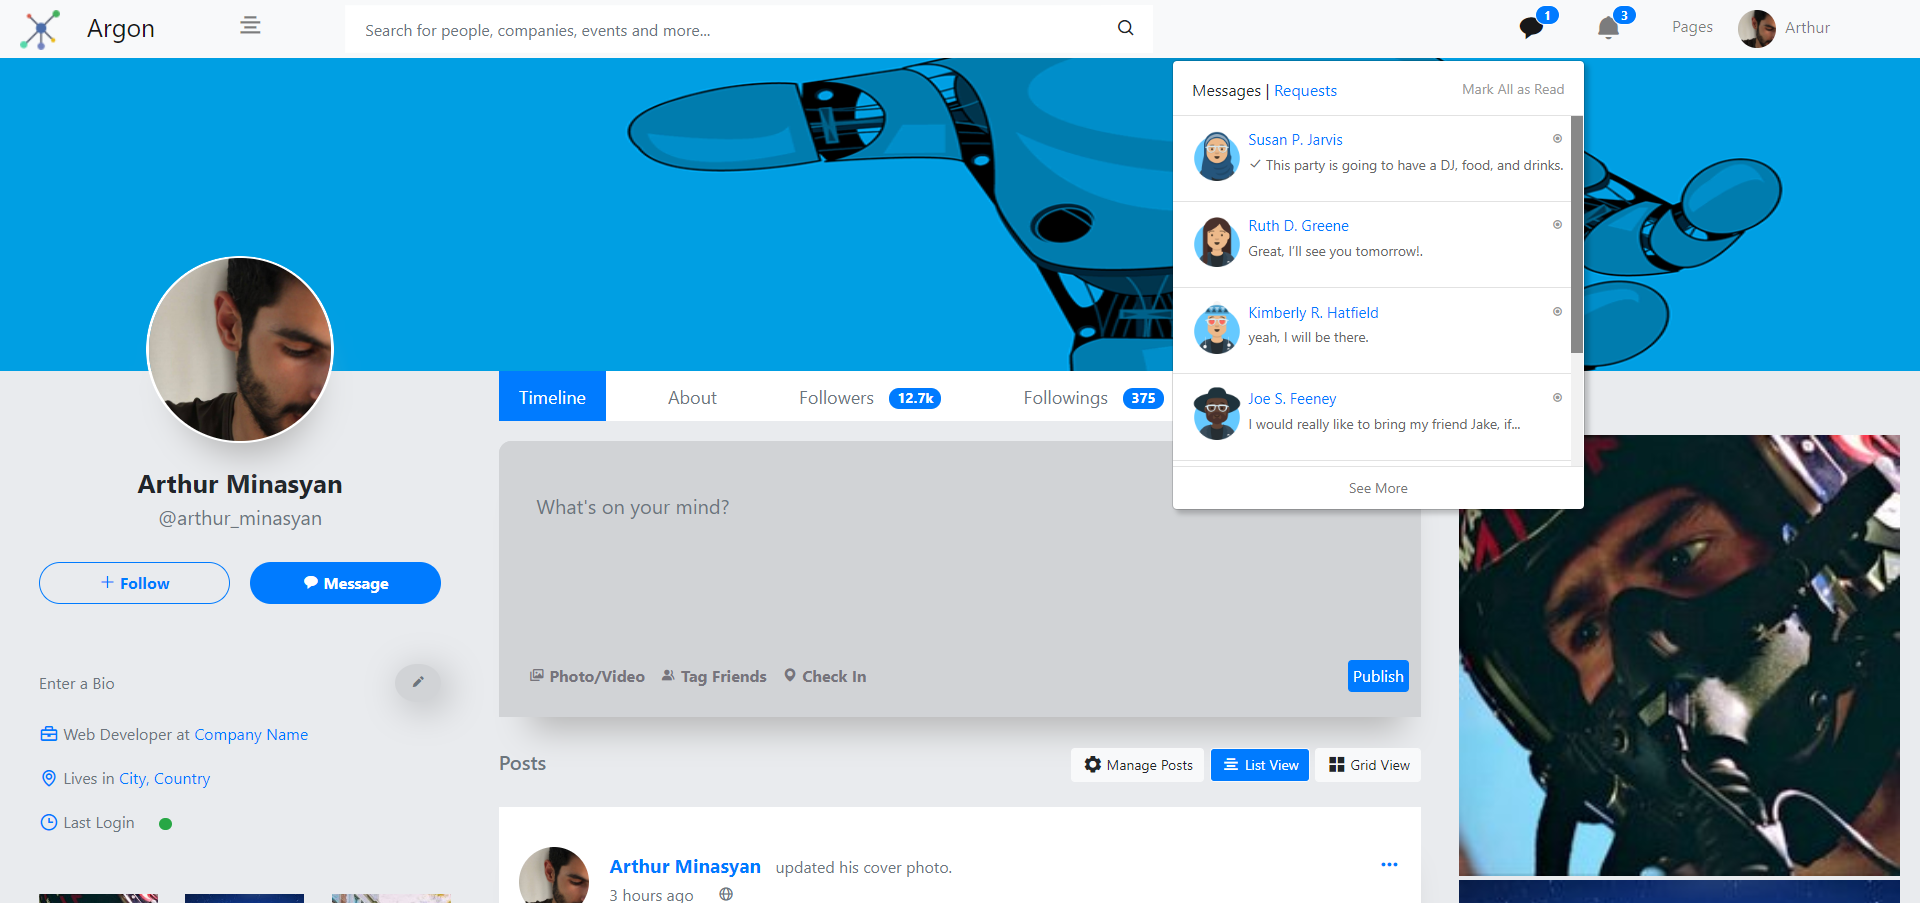 Argon
Search for people, companies, events and more...
1
3
Pages
Arthur
Messages | Requests
Mark All as Read
Susan P. Jarvis
✓ This party is going to have a DJ, food, and drinks.
Ruth D. Greene
Great, I'll see you tomorrow!.
Kimberly R. Hatfield
yeah, I will be there.
Joe S. Feeney
I would really like to bring my friend Jake, if...
See More
Arthur Minasyan
@arthur_minasyan
+ Follow
Message
Enter a Bio
Web Developer at Company Name
Lives in City, Country
Last Login
Timeline
About
Followers 12.7k
Followings 375
What's on your mind?
Photo/Video
Tag Friends
Check In
Publish
Posts
Manage Posts
List View
Grid View
Arthur Minasyan updated his cover photo.
3 hours ago